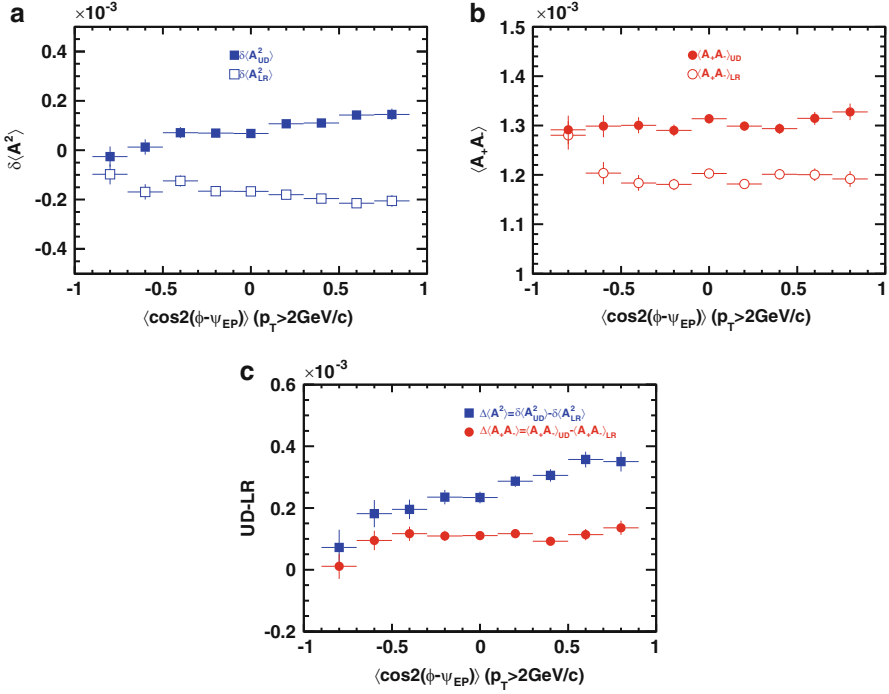 a
×10⁻³
0.4
0.2
0
-0.2
-0.4
δ⟨A²⟩
δ⟨A²_UD⟩
δ⟨A²_LR⟩
-1 -0.5 0 0.5 1
⟨cos2(ϕ-ψ_EP)⟩ (p_T>2GeV/c)
b
×10⁻³
1.5
1.4
1.3
1.2
1.1
1
⟨A₊A₋⟩
⟨A₊A₋⟩_UD
⟨A₊A₋⟩_LR
-1 -0.5 0 0.5 1
⟨cos2(ϕ-ψ_EP)⟩ (p_T>2GeV/c)
c
×10⁻³
0.6
0.4
0.2
0
-0.2
UD-LR
Δ⟨A²⟩=δ⟨A²_UD⟩-δ⟨A²_LR⟩
Δ⟨A₊A₋⟩=⟨A₊A₋⟩_UD-⟨A₊A₋⟩_LR
-1 -0.5 0 0.5 1
⟨cos2(ϕ-ψ_EP)⟩ (p_T>2GeV/c)